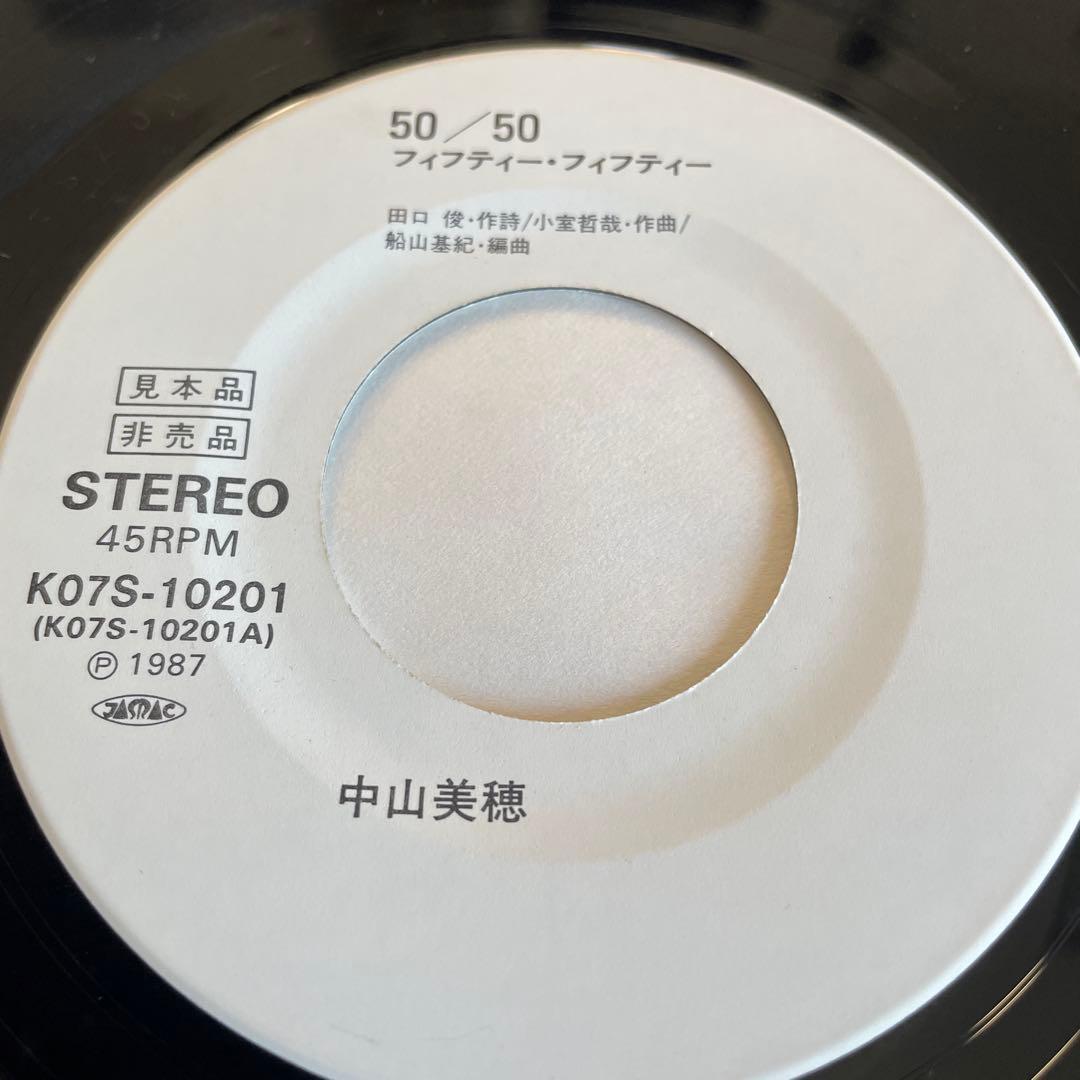 50／50
フィフティー・フィフティー
田口 俊・作詩/小室哲哉・作曲/
船山基紀・編曲
見本品
非売品
STEREO
45RPM
K07S-10201
(K07S-10201A)
Ⓟ 1987
JASRAC
中山美穂